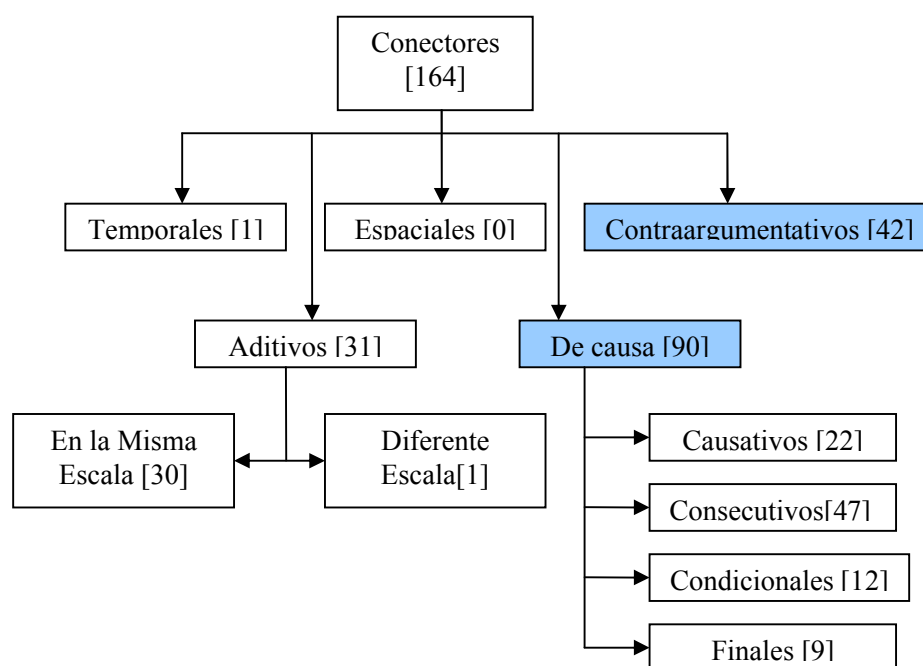 Conectores
[164]
Temporales [1]
Espaciales [0]
Contraargumentativos [42]
Aditivos [31]
De causa [90]
En la Misma
Escala [30]
Diferente
Escala[1]
Causativos [22]
Consecutivos[47]
Condicionales [12]
Finales [9]